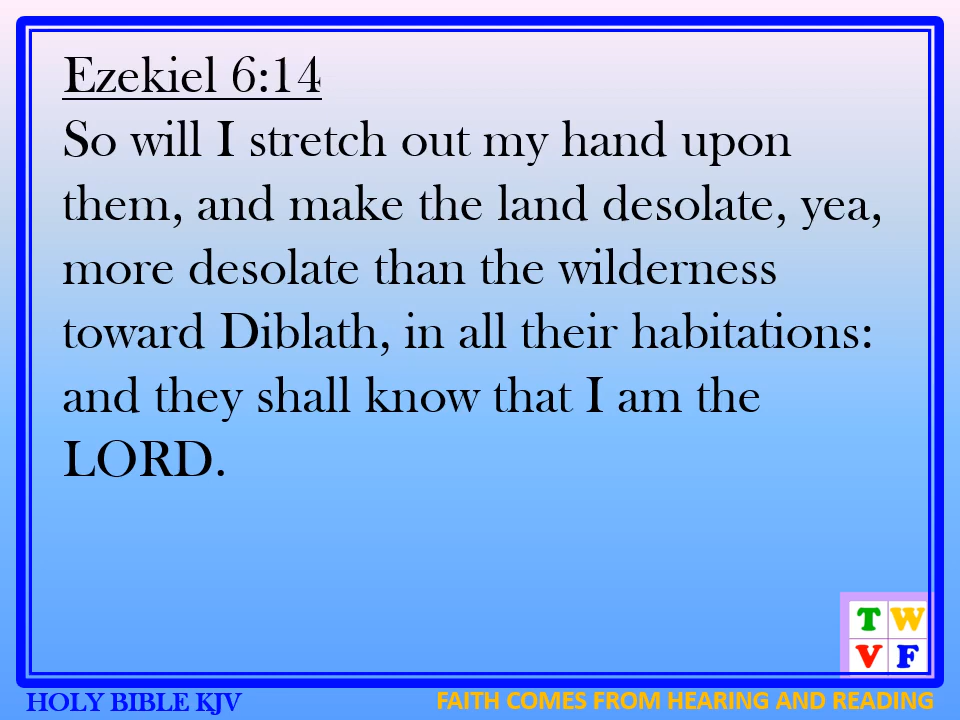 Ezekiel 6:14
So will I stretch out my hand upon
them, and make the land desolate, yea,
more desolate than the wilderness
toward Diblath, in all their habitations:
and they shall know that I am the
LORD.
T W
V F
HOLY BIBLE KJV
FAITH COMES FROM HEARING AND READING